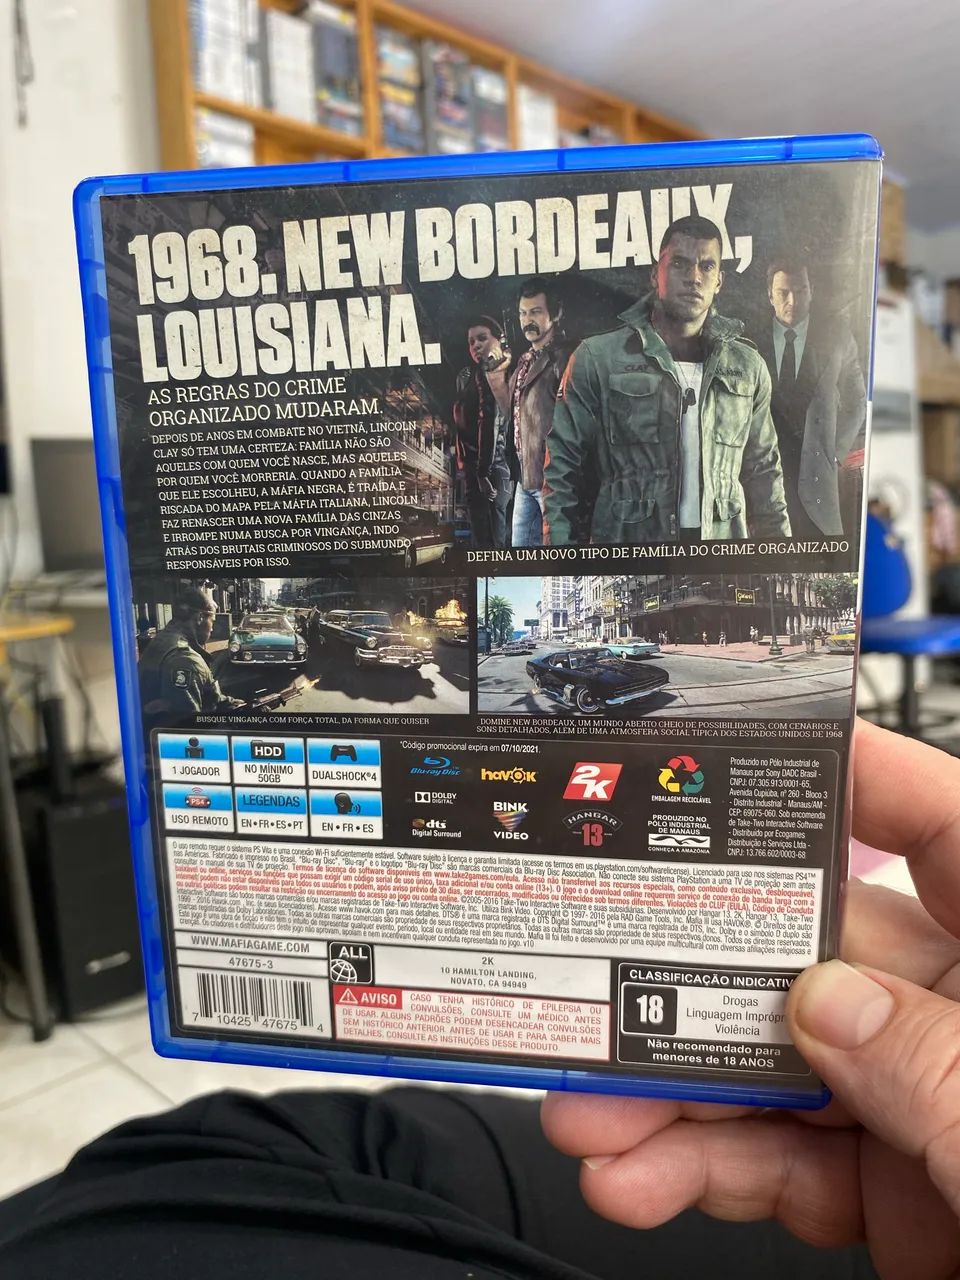 1968. NEW BORDEAUX,
LOUISIANA.
AS REGRAS DO CRIME
ORGANIZADO MUDARAM.
DEPOIS DE ANOS EM COMBATE NO VIETNÃ, LINCOLN
CLAY SÓ TEM UMA CERTEZA: FAMÍLIA NÃO SÃO
AQUELES COM QUEM VOCÊ NASCE, MAS AQUELES
POR QUEM VOCÊ MORRERIA. QUANDO A FAMÍLIA
QUE ELE ESCOLHEU, A MÁFIA NEGRA, É TRAÍDA E
RISCADA DO MAPA PELA MÁFIA ITALIANA, LINCOLN
FAZ RENASCER UMA NOVA FAMÍLIA DAS CINZAS
E IRROMPE NUMA BUSCA POR VINGANÇA, INDO
ATRÁS DOS BRUTAIS CRIMINOSOS DO SUBMUNDO
RESPONSÁVEIS POR ISSO.
CLAY
DEFINA UM NOVO TIPO DE FAMÍLIA DO CRIME ORGANIZADO
BUSQUE VINGANÇA COM FORÇA TOTAL, DA FORMA QUE QUISER
DOMINE NEW BORDEAUX, UM MUNDO ABERTO CHEIO DE POSSIBILIDADES, COM CENÁRIOS E
SONS DETALHADOS, ALÉM DE UMA ATMOSFERA SOCIAL TÍPICA DOS ESTADOS UNIDOS DE 1968
1 JOGADOR
HDD
NO MÍNIMO
50GB
DUALSHOCK®4
PS4
USO REMOTO
LEGENDAS
EN • FR • ES • PT
EN • FR • ES
*Código promocional expira em 07/10/2021.
Blu-ray Disc
havok
2K
EMBALAGEM RECICLÁVEL
DOLBY
DIGITAL
BINK
VIDEO
HANGAR
13
dts
Digital Surround
PRODUZIDO NO
PÓLO INDUSTRIAL
DE MANAUS
CONHEÇA A AMAZÔNIA
Produzido no Pólo Industrial de
Manaus por Sony DADC Brasil -
CNPJ: 07.305.913/0001-65,
Avenida Cupiúba, nº 260 - Bloco 3
- Distrito Industrial - Manaus/AM -
CEP: 69075-060. Sob encomenda
de Take-Two Interactive Software
- Distribuído por Ecogames
Distribuição e Serviços Ltda -
CNPJ: 13.766.602/0003-68
WWW.MAFIAGAME.COM
47675-3
7 10425 47675 4
ALL
2K
10 HAMILTON LANDING,
NOVATO, CA 94949
AVISO
CASO TENHA HISTÓRICO DE EPILEPSIA OU
CONVULSÕES, CONSULTE UM MÉDICO ANTES
DE USAR. ALGUNS PADRÕES PODEM DESENCADEAR CONVULSÕES
SEM HISTÓRICO ANTERIOR. ANTES DE USAR E PARA SABER MAIS
DETALHES, CONSULTE AS INSTRUÇÕES DESSE PRODUTO.
CLASSIFICAÇÃO INDICATIV
18
Drogas
Linguagem Imprópr
Violência
Não recomendado para
menores de 18 ANOS